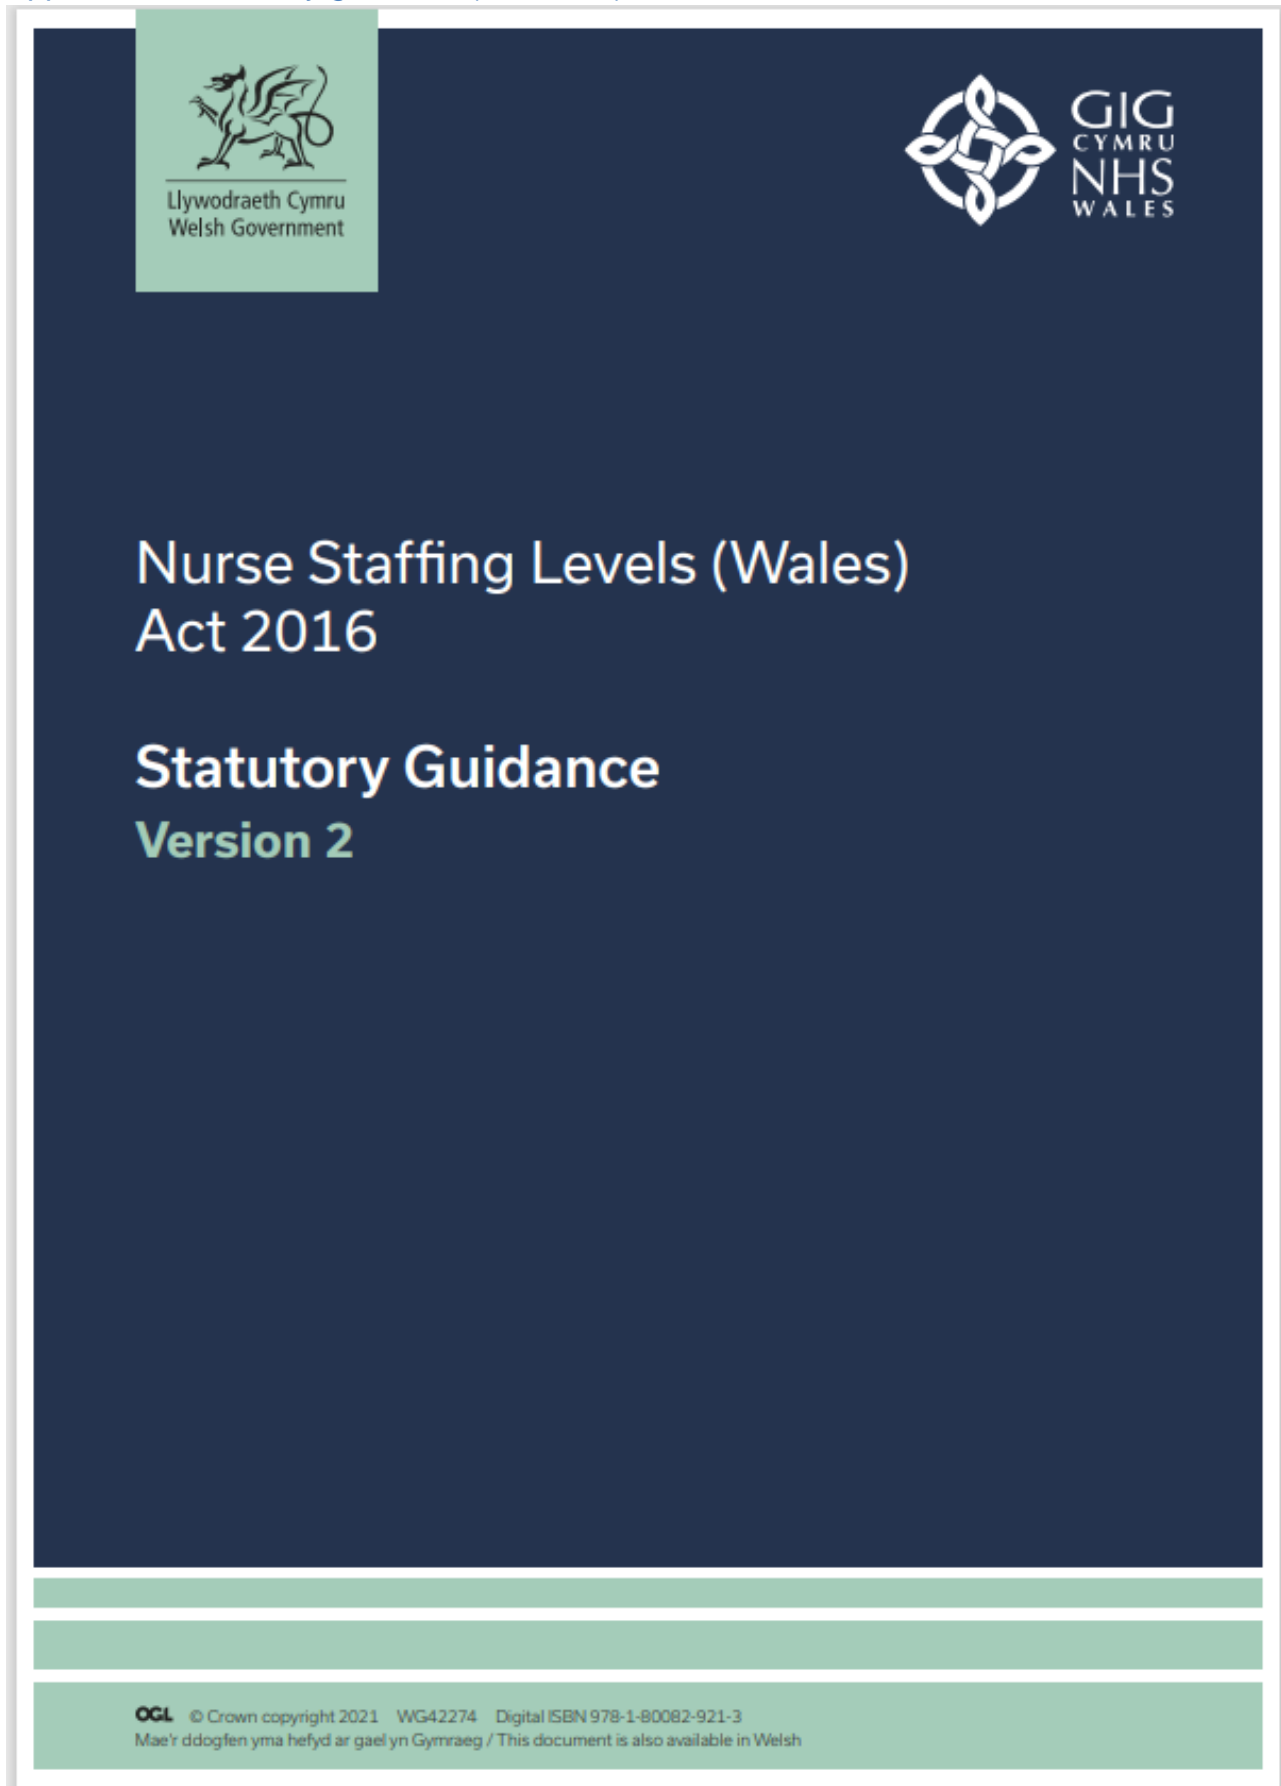 Llywodraeth Cymru
Welsh Government
GIG
CYMRU
NHS
WALES
Nurse Staffing Levels (Wales)
Act 2016
Statutory Guidance
Version 2
OGL © Crown copyright 2021 WG42274 Digital ISBN 978-1-80082-921-3
Mae'r ddogfen yma hefyd ar gael yn Gymraeg / This document is also available in Welsh